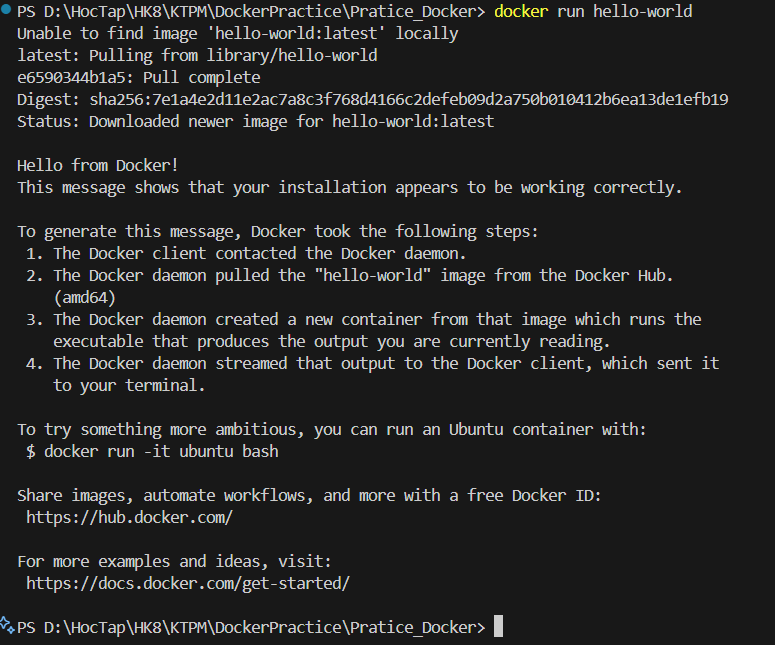 PS D:\HocTap\HK8\KTPM\DockerPractice\Pratice_Docker> docker run hello-world
Unable to find image 'hello-world:latest' locally
latest: Pulling from library/hello-world
e6590344b1a5: Pull complete
Digest: sha256:7e1a4e2d11e2ac7a8c3f768d4166c2defeb09d2a750b010412b6ea13de1efb19
Status: Downloaded newer image for hello-world:latest

Hello from Docker!
This message shows that your installation appears to be working correctly.

To generate this message, Docker took the following steps:
 1. The Docker client contacted the Docker daemon.
 2. The Docker daemon pulled the "hello-world" image from the Docker Hub.
    (amd64)
 3. The Docker daemon created a new container from that image which runs the
    executable that produces the output you are currently reading.
 4. The Docker daemon streamed that output to the Docker client, which sent it
    to your terminal.

To try something more ambitious, you can run an Ubuntu container with:
 $ docker run -it ubuntu bash

Share images, automate workflows, and more with a free Docker ID:
 https://hub.docker.com/

For more examples and ideas, visit:
 https://docs.docker.com/get-started/

PS D:\HocTap\HK8\KTPM\DockerPractice\Pratice_Docker>